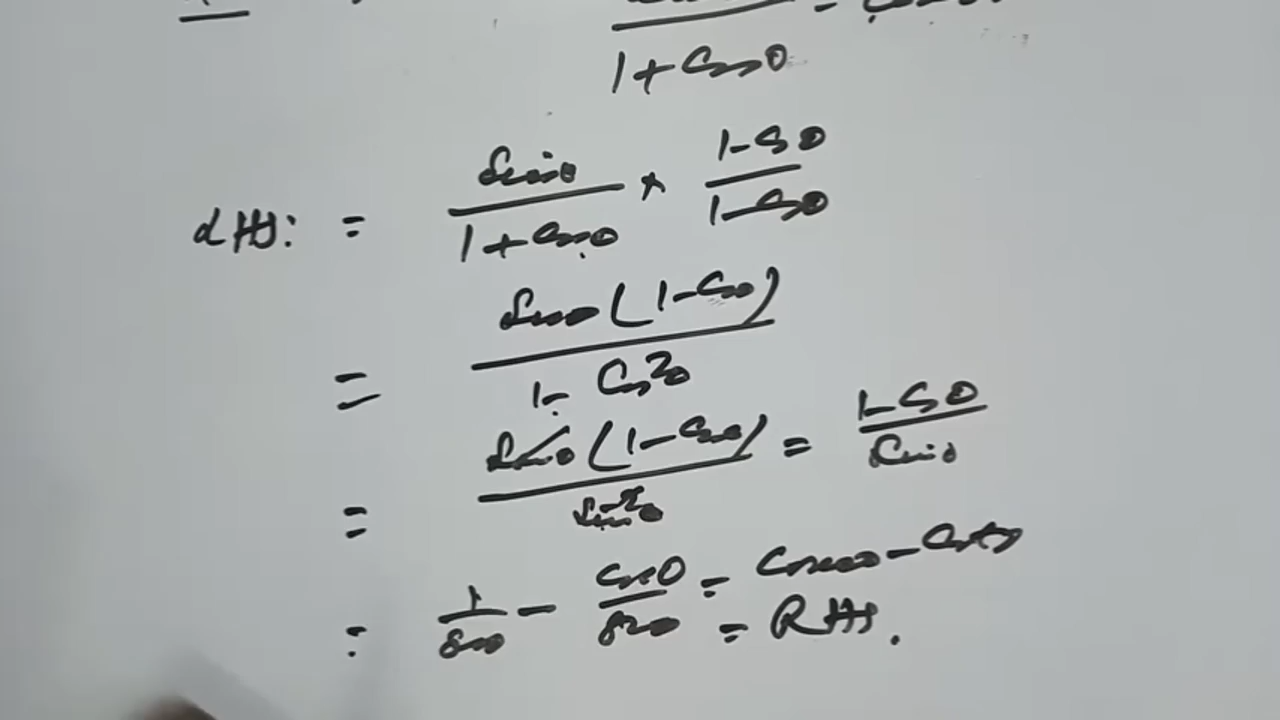 1 + Cosθ
LHS: = Sinθ / 1 + Cosθ × 1 - Cosθ / 1 - Cosθ
= Sinθ (1 - Cosθ) / 1 - Cos²θ
= Sinθ (1 - Cosθ) / Sin²θ = 1 - Cosθ / Sinθ
= 1 / Sinθ - Cosθ / Sinθ = Cosecθ - Cotθ
= RHS.